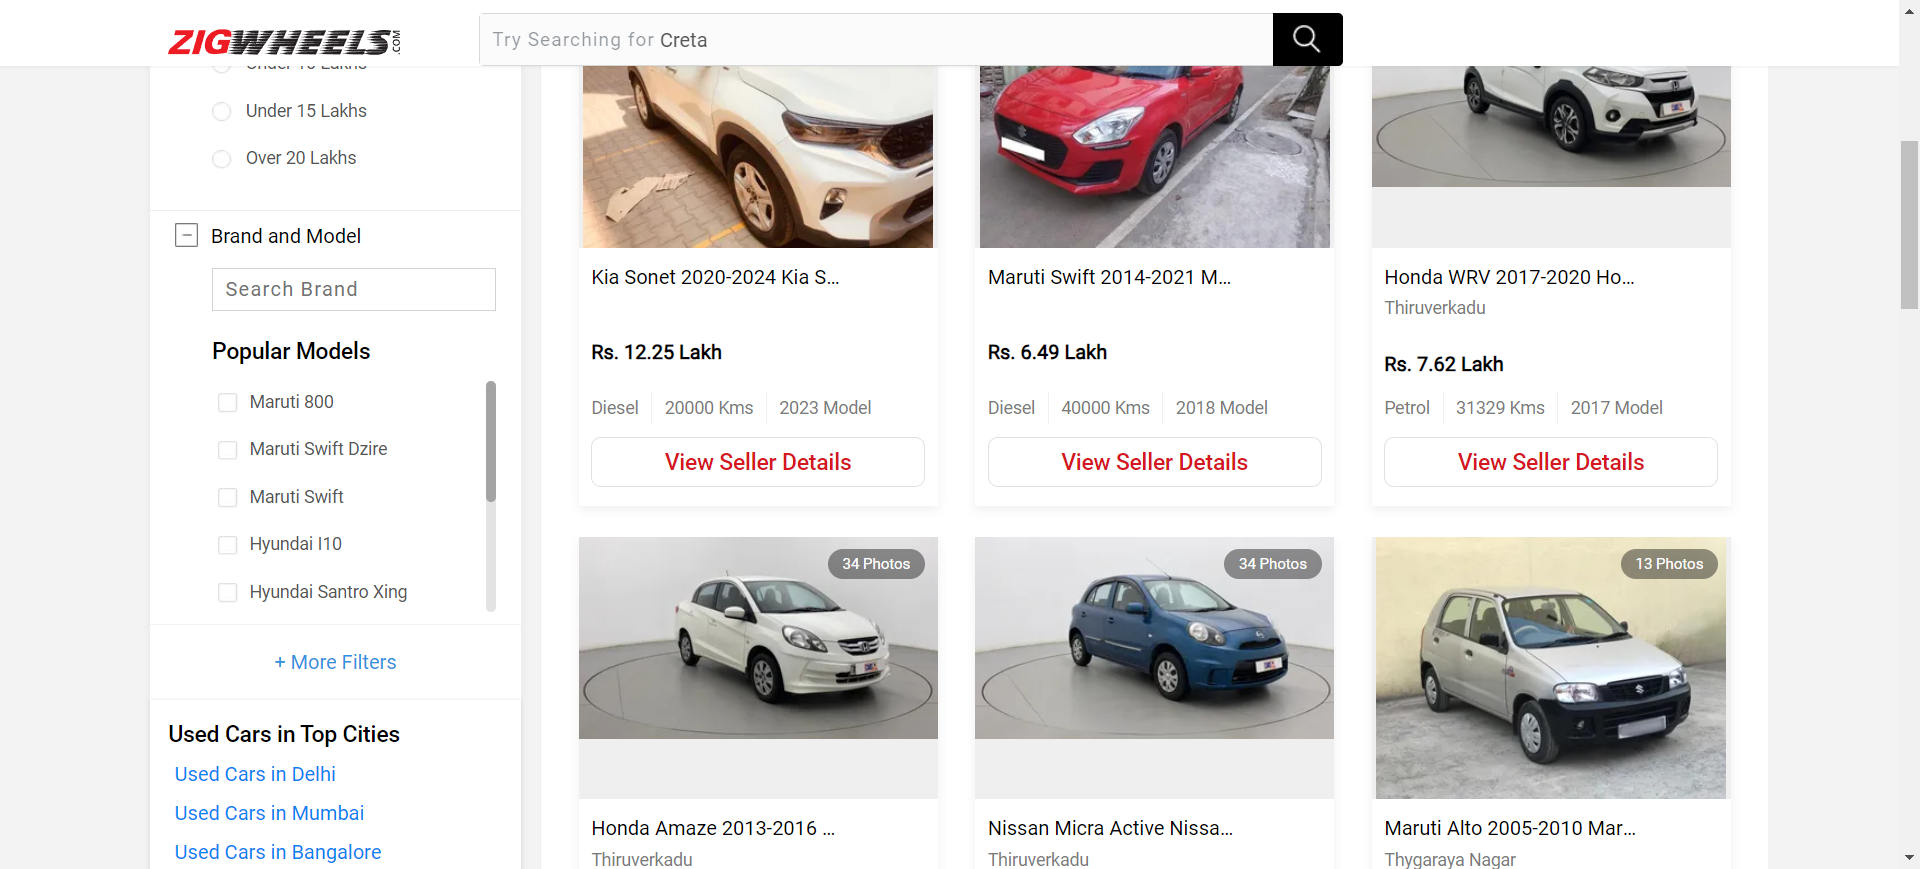 ZIGWHEELS.COM
Try Searching for Creta
Under 15 Lakhs
Over 20 Lakhs
Brand and Model
Search Brand
Popular Models
Maruti 800
Maruti Swift Dzire
Maruti Swift
Hyundai I10
Hyundai Santro Xing
+ More Filters
Used Cars in Top Cities
Used Cars in Delhi
Used Cars in Mumbai
Used Cars in Bangalore
Kia Sonet 2020-2024 Kia S...
Rs. 12.25 Lakh
Diesel 20000 Kms 2023 Model
View Seller Details
Maruti Swift 2014-2021 M...
Rs. 6.49 Lakh
Diesel 40000 Kms 2018 Model
View Seller Details
Honda WRV 2017-2020 Ho...
Thiruverkadu
Rs. 7.62 Lakh
Petrol 31329 Kms 2017 Model
View Seller Details
34 Photos
Honda Amaze 2013-2016 ...
Thiruverkadu
34 Photos
Nissan Micra Active Nissa...
Thiruverkadu
13 Photos
Maruti Alto 2005-2010 Mar...
Thygaraya Nagar